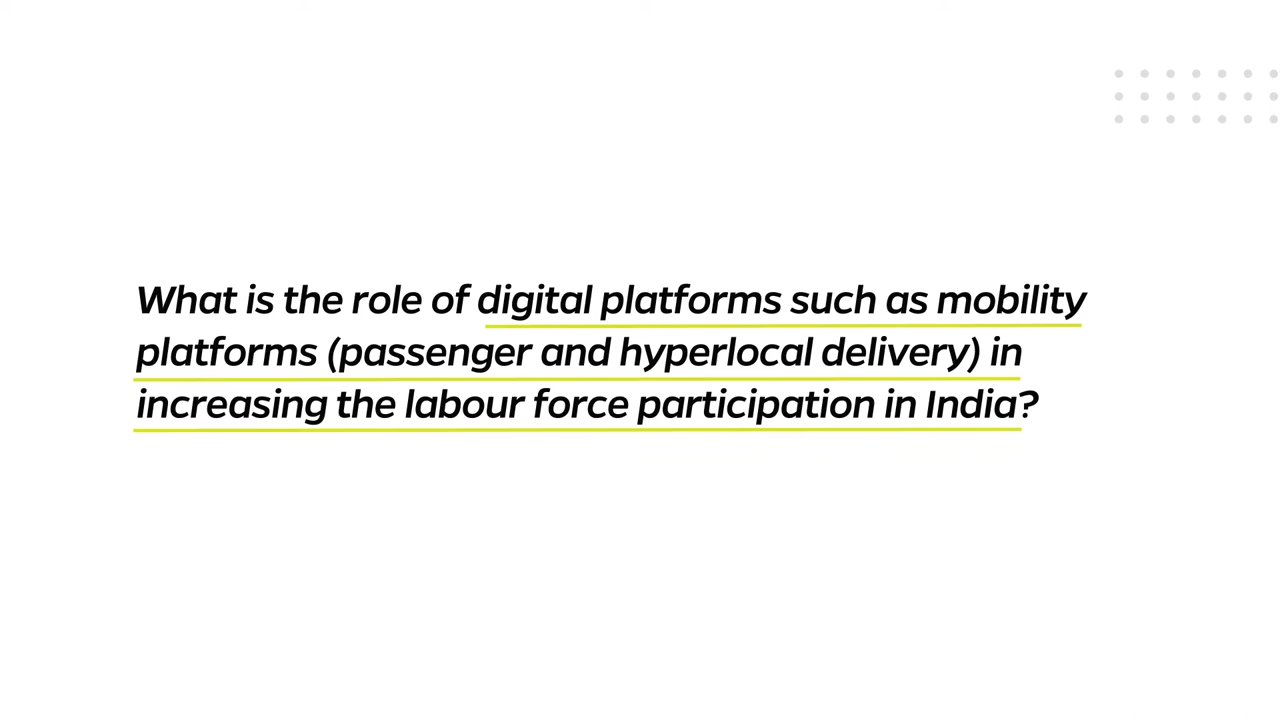 What is the role of digital platforms such as mobility
platforms (passenger and hyperlocal delivery) in
increasing the labour force participation in India?